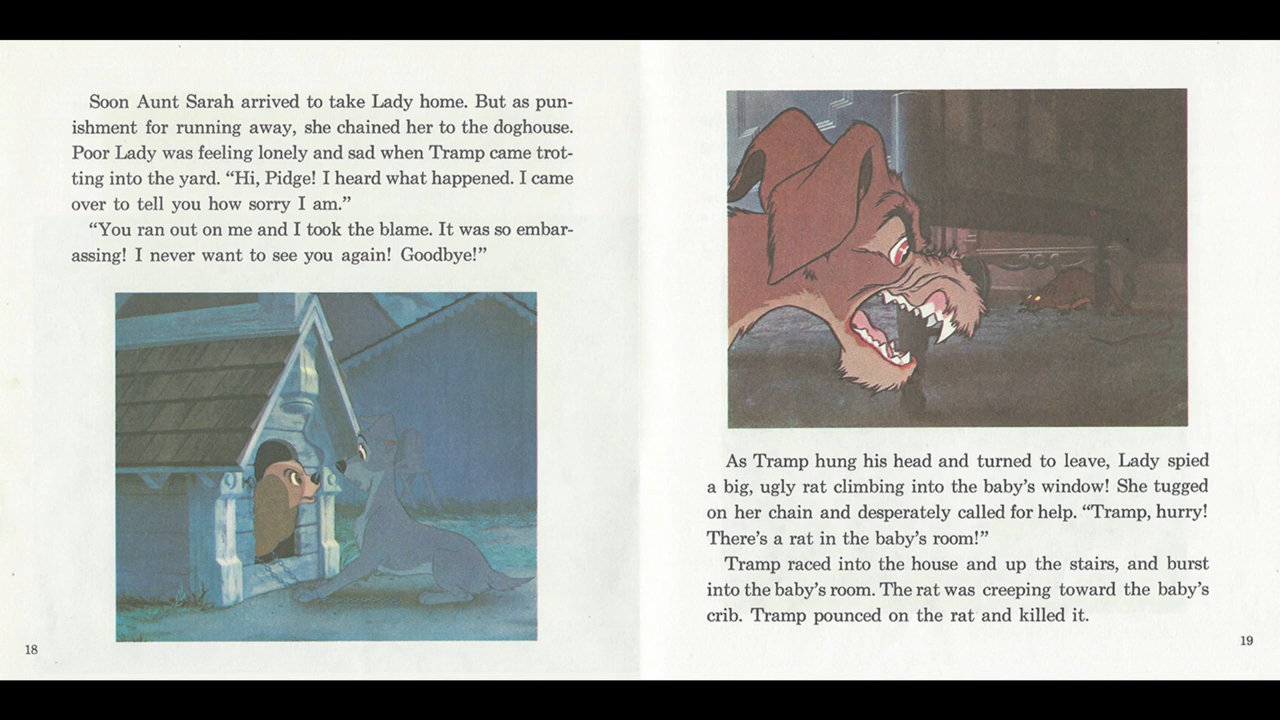 Soon Aunt Sarah arrived to take Lady home. But as pun-
ishment for running away, she chained her to the doghouse.
Poor Lady was feeling lonely and sad when Tramp came trot-
ting into the yard. “Hi, Pidge! I heard what happened. I came
over to tell you how sorry I am.”
“You ran out on me and I took the blame. It was so embar-
assing! I never want to see you again! Goodbye!”
18
As Tramp hung his head and turned to leave, Lady spied
a big, ugly rat climbing into the baby’s window! She tugged
on her chain and desperately called for help. “Tramp, hurry!
There’s a rat in the baby’s room!”
Tramp raced into the house and up the stairs, and burst
into the baby’s room. The rat was creeping toward the baby’s
crib. Tramp pounced on the rat and killed it.
19